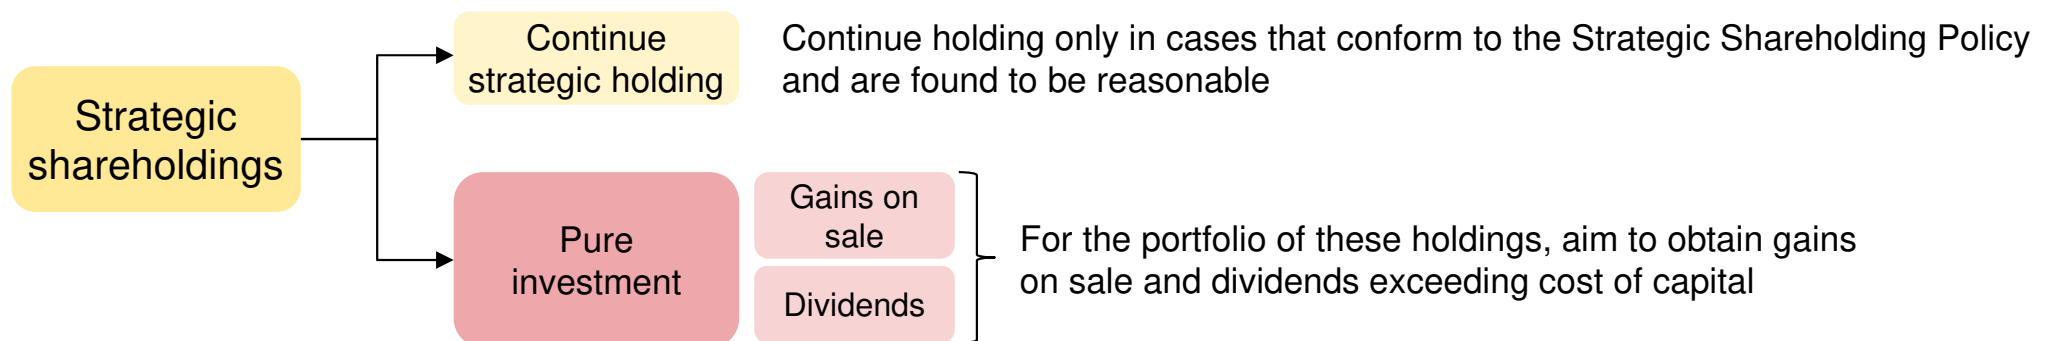 Strategic
shareholdings
Continue
strategic holding
Continue holding only in cases that conform to the Strategic Shareholding Policy
and are found to be reasonable
Pure
investment
Gains on
sale
Dividends
For the portfolio of these holdings, aim to obtain gains
on sale and dividends exceeding cost of capital